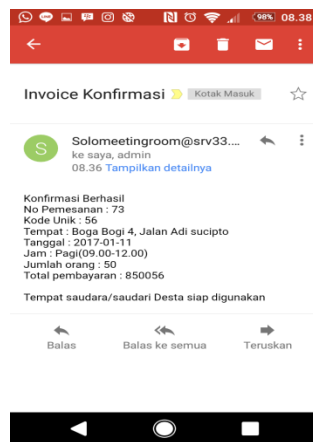 98% 08.38
Invoice Konfirmasi Kotak Masuk
S
Solomeetingroom@srv33....
ke saya, admin
08.36 Tampilkan detailnya
Konfirmasi Berhasil
No Pemesanan : 73
Kode Unik : 56
Tempat : Boga Bogi 4, Jalan Adi sucipto
Tanggal : 2017-01-11
Jam : Pagi(09.00-12.00)
Jumlah orang : 50
Total pembayaran : 850056
Tempat saudara/saudari Desta siap digunakan
Balas Balas ke semua Teruskan